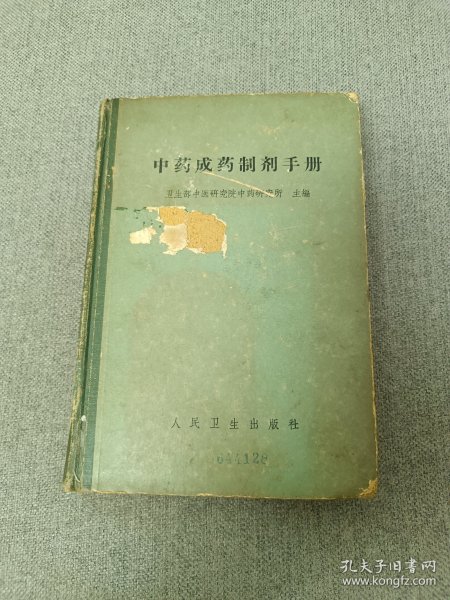 中药成药制剂手册
卫生部中医研究院中药研究所 主编
人民卫生出版社
644128
孔夫子旧书网
www.kongfz.com